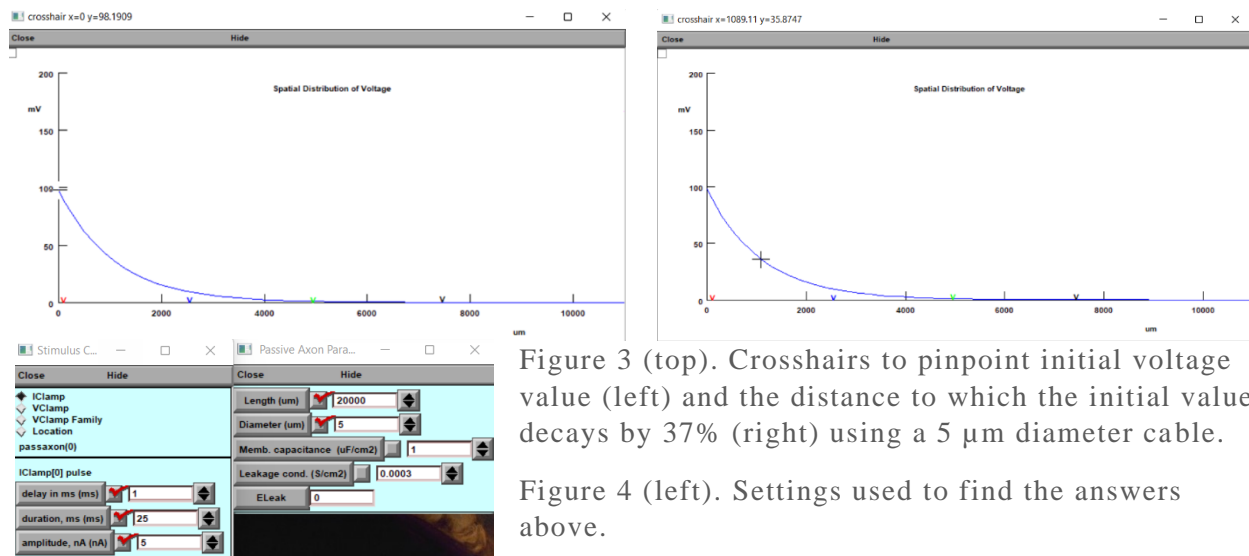 crosshair x=0 y=98.1909
Close Hide
Spatial Distribution of Voltage
200
mV
150
100
50
0
0 2000 4000 6000 8000 10000
um
V V V V
crosshair x=1089.11 y=35.8747
Close Hide
Spatial Distribution of Voltage
200
mV
150
100
50
0
0 2000 4000 6000 8000 10000
um
V V V V
Stimulus C...
Close Hide
IClamp
VClamp
VClamp Family
Location
passaxon(0)
IClamp[0] pulse
delay in ms (ms) 1
duration, ms (ms) 25
amplitude, nA (nA) 5
Passive Axon Para...
Close Hide
Length (um) 20000
Diameter (um) 5
Memb. capacitance (uF/cm2) 1
Leakage cond. (S/cm2) 0.0003
ELeak 0
Figure 3 (top). Crosshairs to pinpoint initial voltage
value (left) and the distance to which the initial value
decays by 37% (right) using a 5 µm diameter cable.
Figure 4 (left). Settings used to find the answers
above.